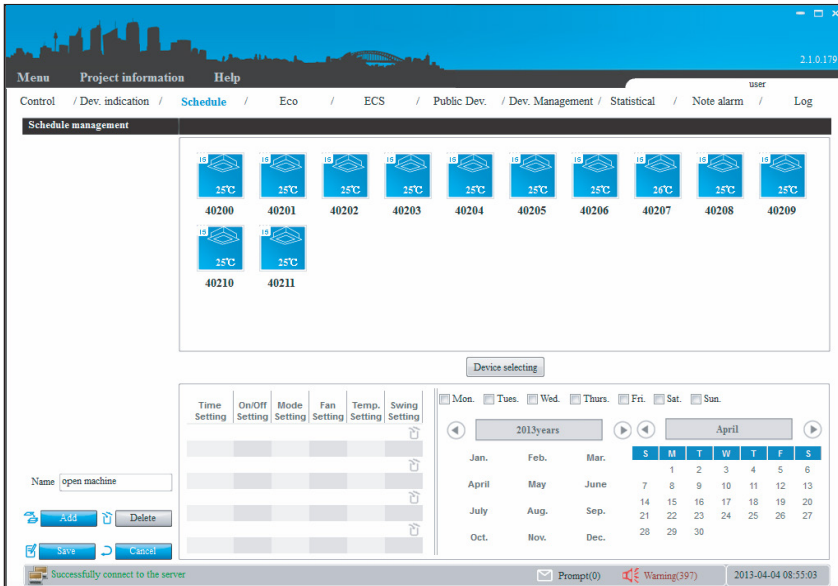 2.1.0.179
Menu Project information Help
user
Control / Dev. indication / Schedule / Eco / ECS / Public Dev. / Dev. Management / Statistical / Note alarm / Log
Schedule management
25℃ 25℃ 25℃ 25℃ 25℃ 25℃ 25℃ 26℃ 25℃ 25℃
40200 40201 40202 40203 40204 40205 40206 40207 40208 40209
25℃ 25℃
40210 40211
Device selecting
Time Setting On/Off Setting Mode Setting Fan Setting Temp. Setting Swing Setting
Mon. Tues. Wed. Thurs. Fri. Sat. Sun.
2013years April
Jan. Feb. Mar.
April May June
July Aug. Sep.
Oct. Nov. Dec.
S M T W T F S
1 2 3 4 5 6
7 8 9 10 11 12 13
14 15 16 17 18 19 20
21 22 23 24 25 26 27
28 29 30
Name open machine
Add Delete
Save Cancel
Successfully connect to the server Prompt(0) Warning(397) 2013-04-04 08:55:03